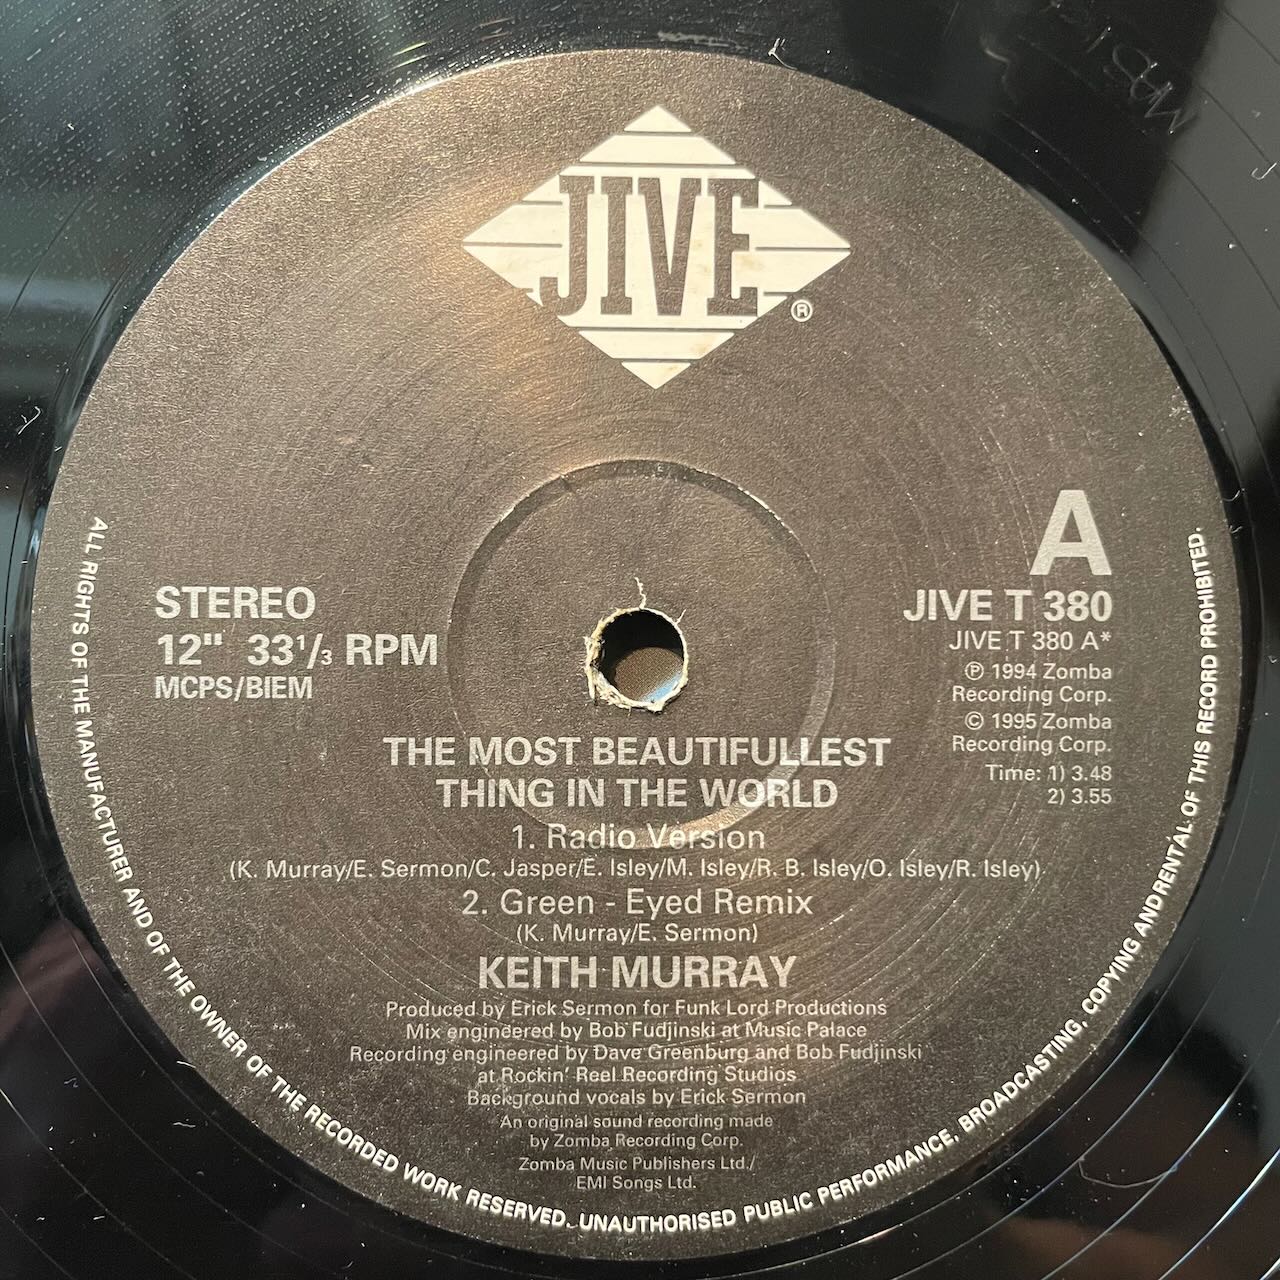 JIVE
®
A
STEREO
12" 33 1/3 RPM
MCPS/BIEM
JIVE T 380
JIVE T 380 A*
℗ 1994 Zomba
Recording Corp.
© 1995 Zomba
Recording Corp.
Time: 1) 3.48
2) 3.55
THE MOST BEAUTIFULLEST
THING IN THE WORLD
1. Radio Version
(K. Murray/E. Sermon/C. Jasper/E. Isley/M. Isley/R. B. Isley/O. Isley/R. Isley)
2. Green - Eyed Remix
(K. Murray/E. Sermon)
KEITH MURRAY
Produced by Erick Sermon for Funk Lord Productions
Mix engineered by Bob Fudjinski at Music Palace
Recording engineered by Dave Greenburg and Bob Fudjinski
at Rockin' Reel Recording Studios
Background vocals by Erick Sermon
An original sound recording made
by Zomba Recording Corp.
Zomba Music Publishers Ltd./
EMI Songs Ltd.
ALL RIGHTS OF THE MANUFACTURER AND OF THE OWNER OF THE RECORDED WORK RESERVED. UNAUTHORISED PUBLIC PERFORMANCE, BROADCASTING, COPYING AND RENTAL OF THIS RECORD PROHIBITED.